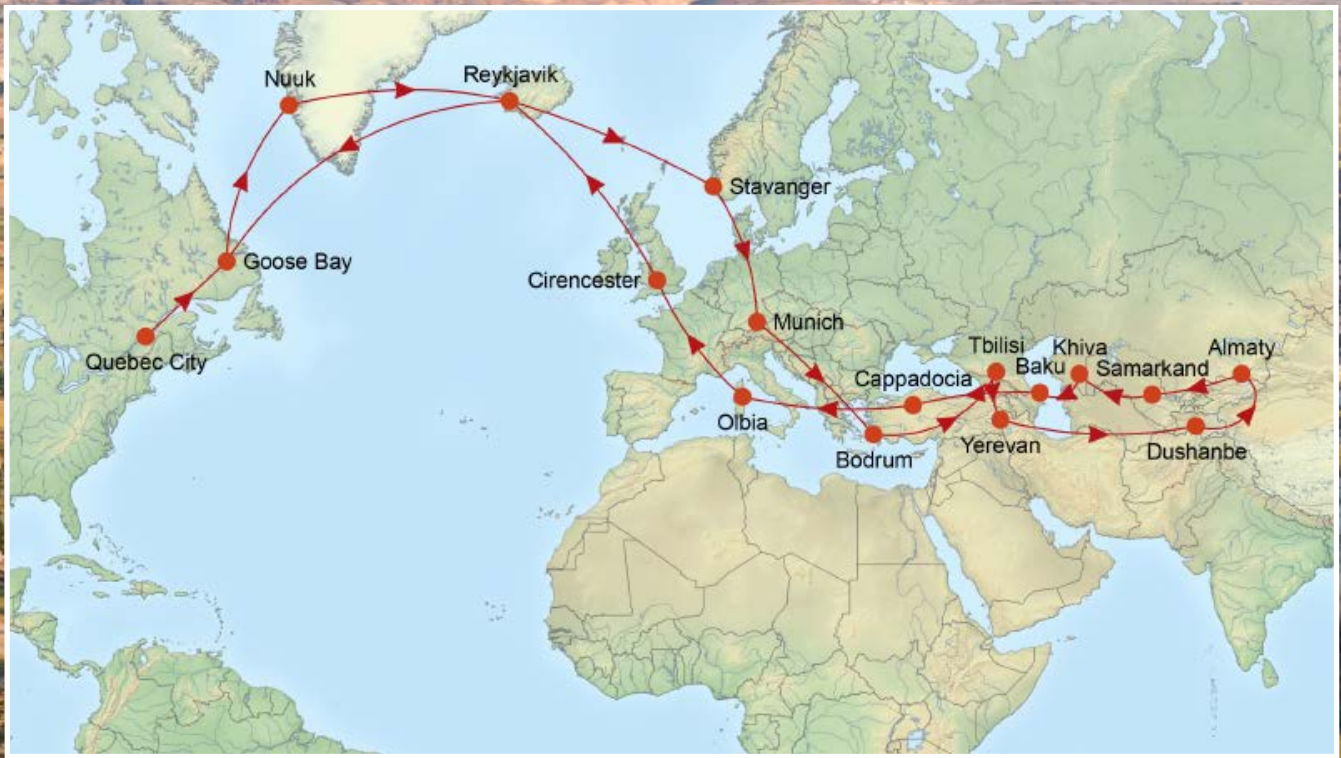 Nuuk
Reykjavik
Stavanger
Goose Bay
Cirencester
Munich
Quebec City
Tbilisi
Baku
Khiva
Almaty
Samarkand
Cappadocia
Olbia
Bodrum
Yerevan
Dushanbe